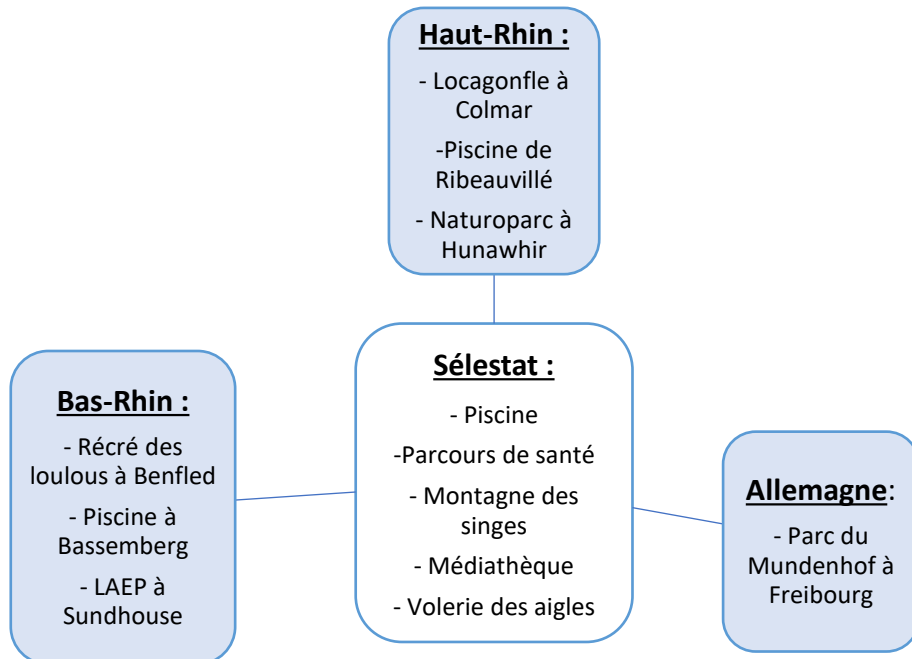 Haut-Rhin :
- Locagonfle à
Colmar
-Piscine de
Ribeauvillé
- Naturoparc à
Hunawhir
Sélestat :
- Piscine
-Parcours de santé
- Montagne des
singes
- Médiathèque
- Volerie des aigles
Bas-Rhin :
- Récré des
loulous à Benfled
- Piscine à
Bassemberg
- LAEP à
Sundhouse
Allemagne:
- Parc du
Mundenhof à
Freibourg